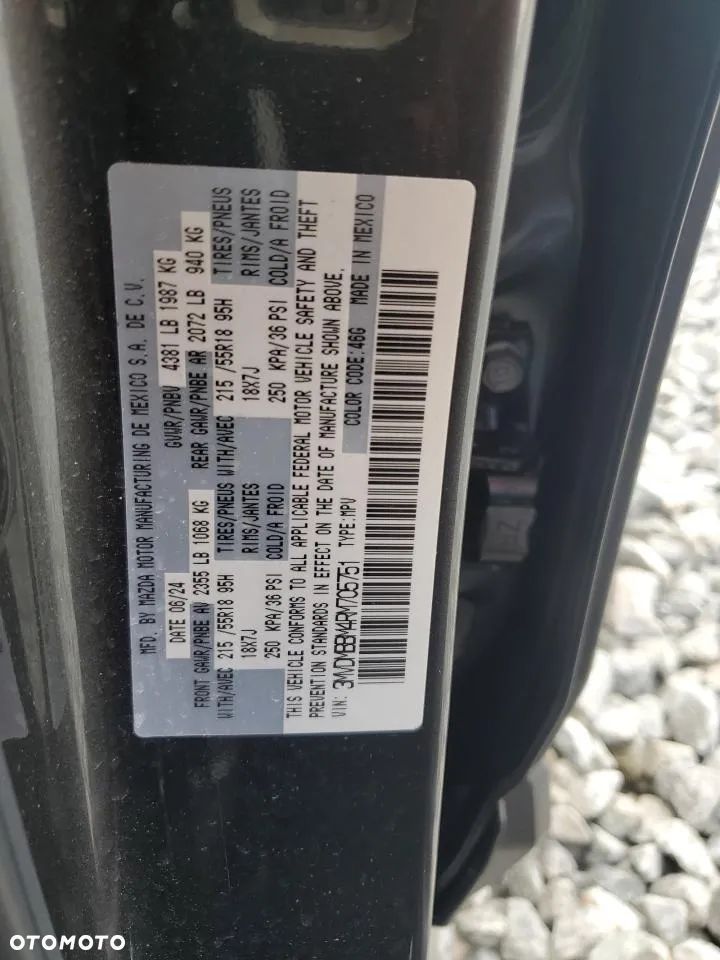 MFD. BY MAZDA MOTOR MANUFACTURING DE MEXICO S.A. DE C.V.
DATE 06/24 GVWR/PNBV 4381 LB 1987 KG
FRONT GAWR/PNBE AV 2355 LB 1068 KG REAR GAWR/PNBE AR 2072 LB 940 KG
WITH/AVEC 215 /55R18 95H TIRES/PNEUS WITH/AVEC 215 /55R18 95H TIRES/PNEUS
18X7J RIMS/JANTES 18X7J RIMS/JANTES
250 KPA/36 PSI COLD/A FROID 250 KPA/36 PSI COLD/A FROID
THIS VEHICLE CONFORMS TO ALL APPLICABLE FEDERAL MOTOR VEHICLE SAFETY AND THEFT
PREVENTION STANDARDS IN EFFECT ON THE DATE OF MANUFACTURE SHOWN ABOVE.
VIN: 3MVDMBBM4RM705751 TYPE:MPV COLOR CODE:46G MADE IN MEXICO
OTOMOTO